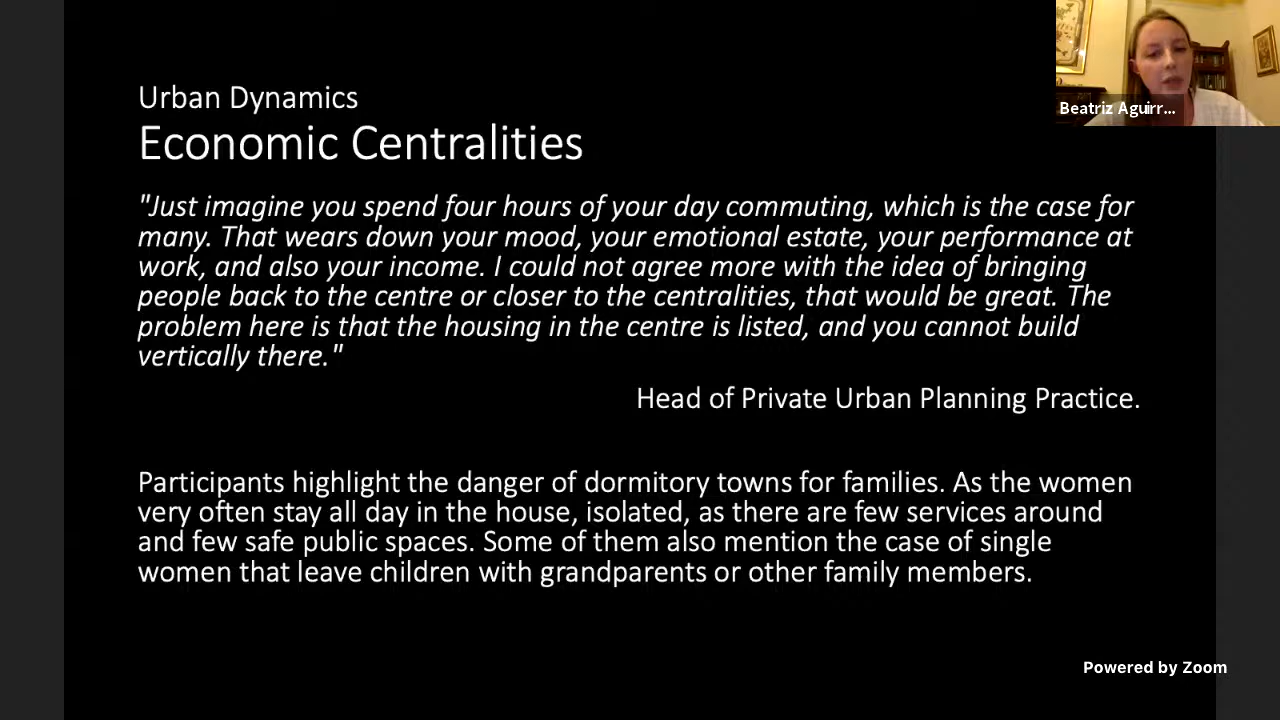 Urban Dynamics
Economic Centralities
"Just imagine you spend four hours of your day commuting, which is the case for
many. That wears down your mood, your emotional estate, your performance at
work, and also your income. I could not agree more with the idea of bringing
people back to the centre or closer to the centralities, that would be great. The
problem here is that the housing in the centre is listed, and you cannot build
vertically there."
Head of Private Urban Planning Practice.
Participants highlight the danger of dormitory towns for families. As the women
very often stay all day in the house, isolated, as there are few services around
and few safe public spaces. Some of them also mention the case of single
women that leave children with grandparents or other family members.
Beatriz Aguirr...
Powered by Zoom